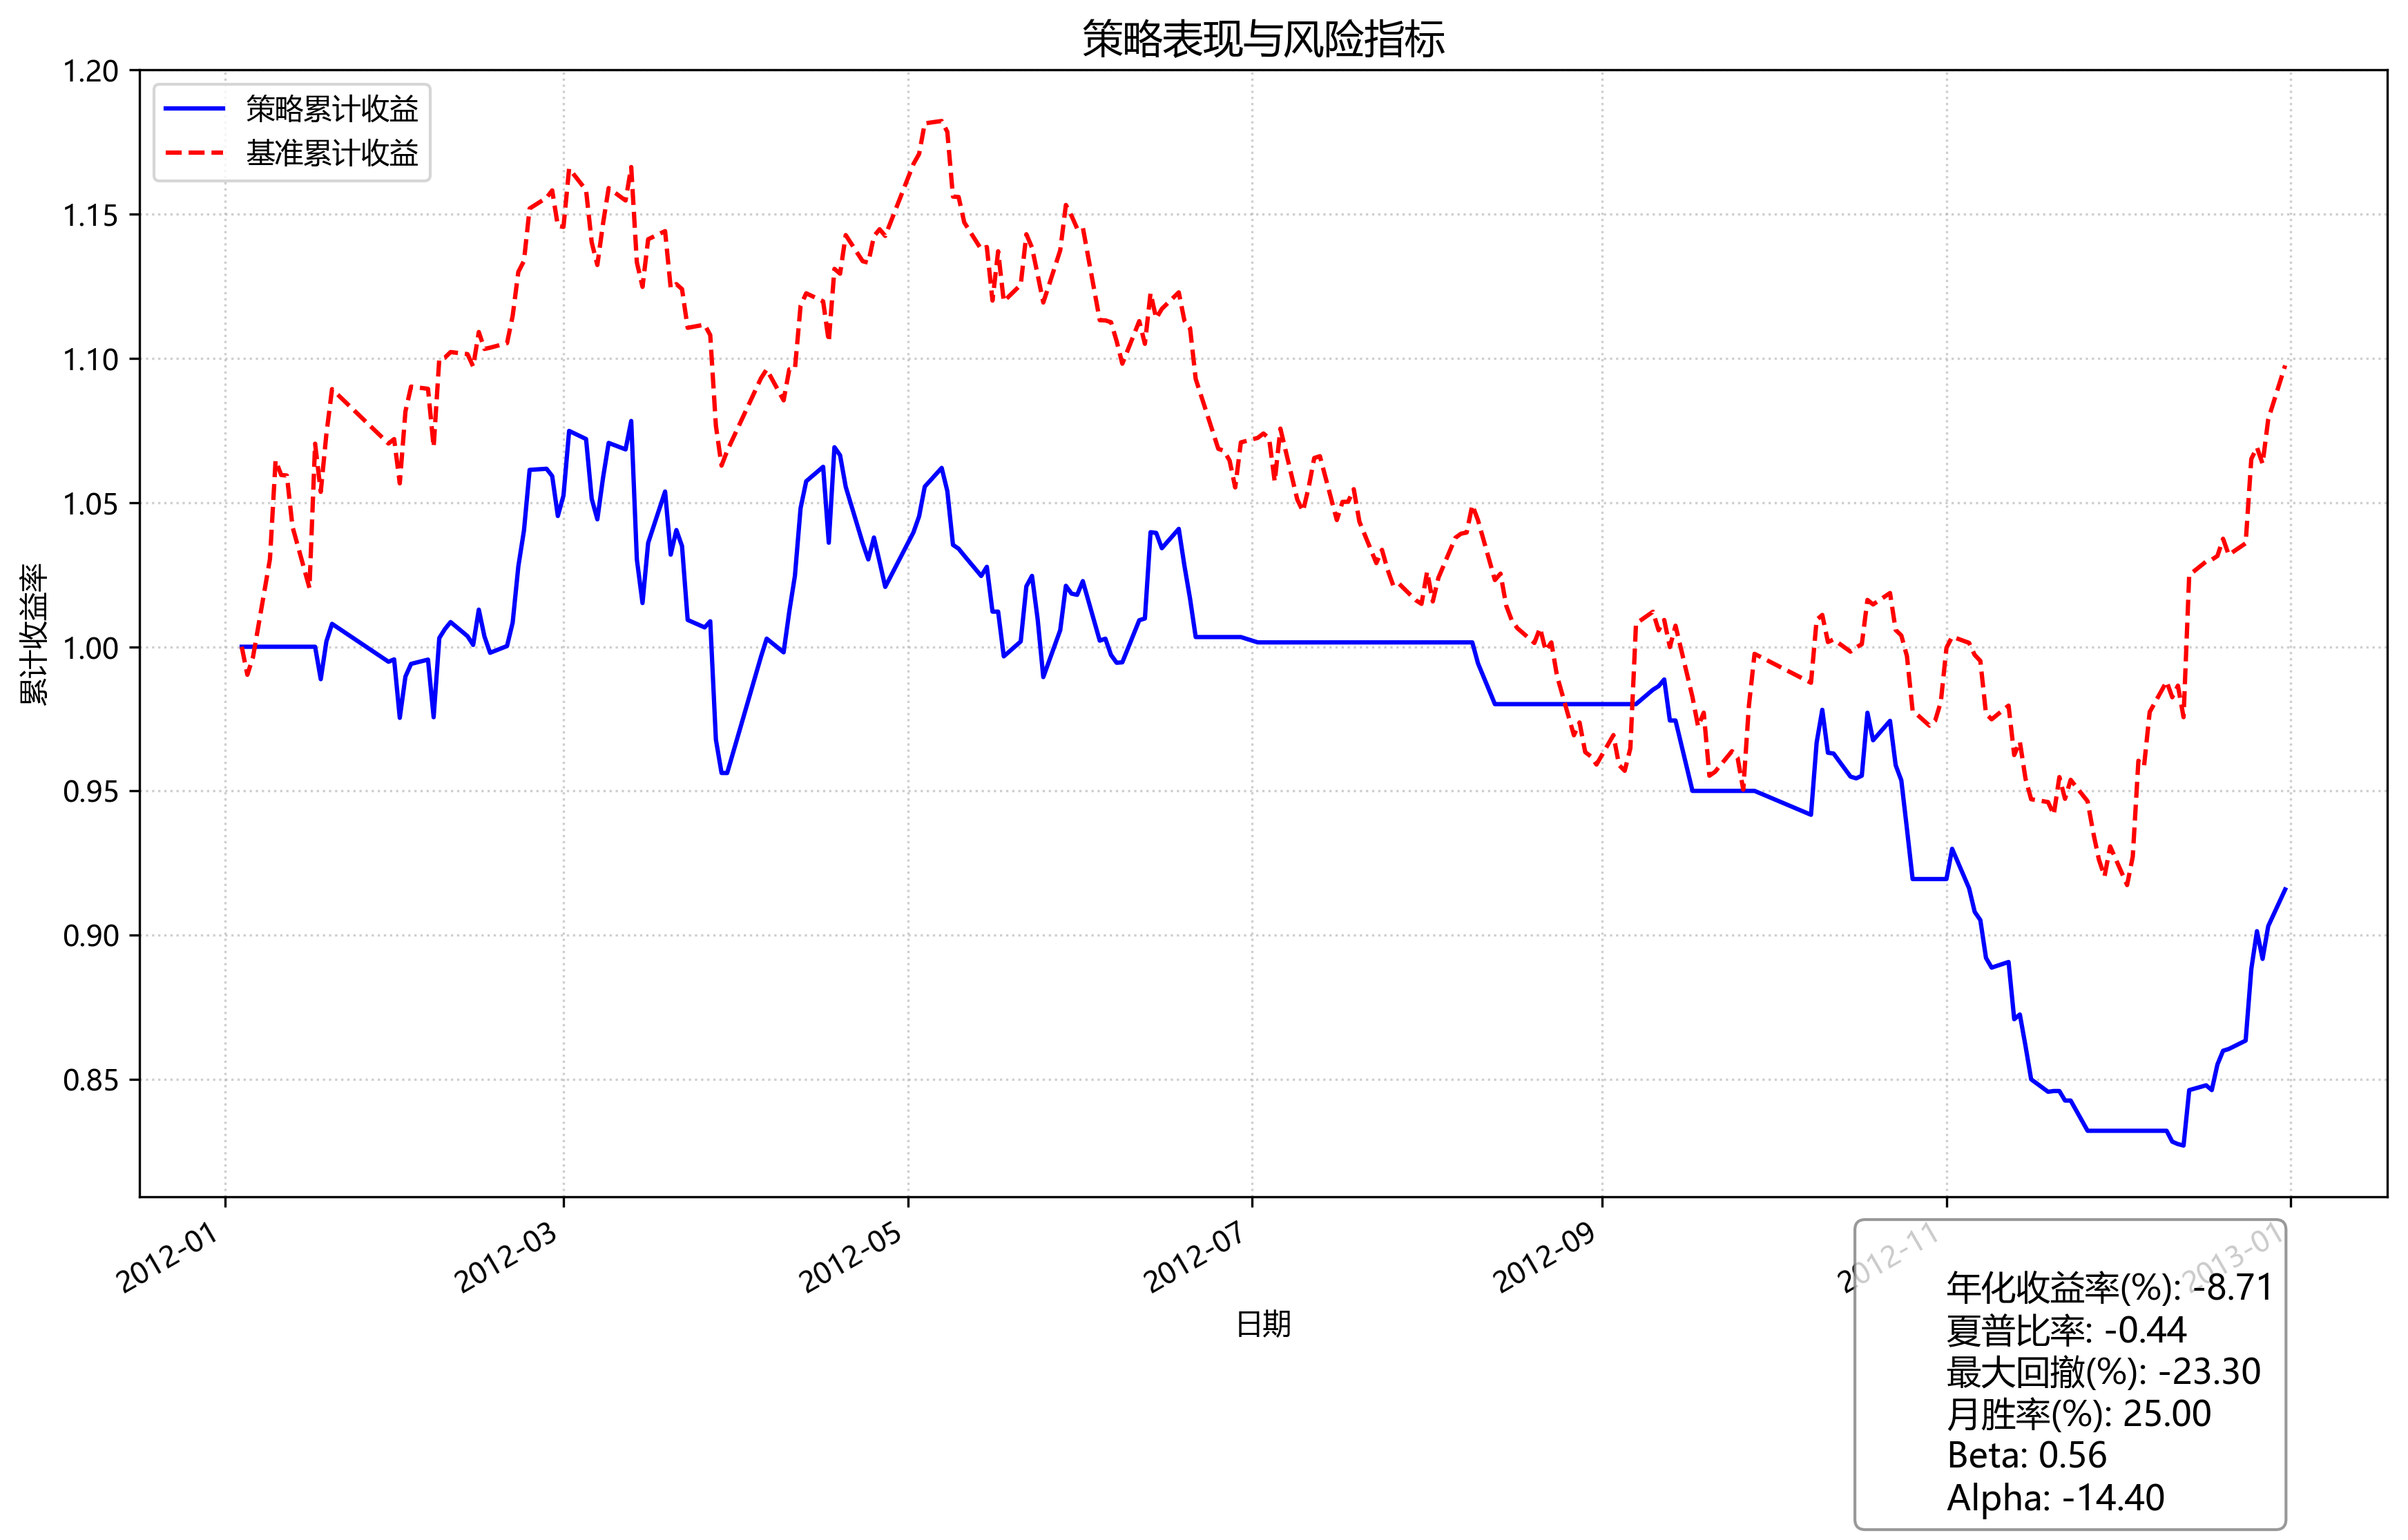 策略表现与风险指标
策略累计收益
基准累计收益
1.20
1.15
1.10
1.05
1.00
0.95
0.90
0.85
累计收益率
2012-01
2012-03
2012-05
2012-07
2012-09
2012-11
2013-01
日期
年化收益率(%): -8.71
夏普比率: -0.44
最大回撤(%): -23.30
月胜率(%): 25.00
Beta: 0.56
Alpha: -14.40